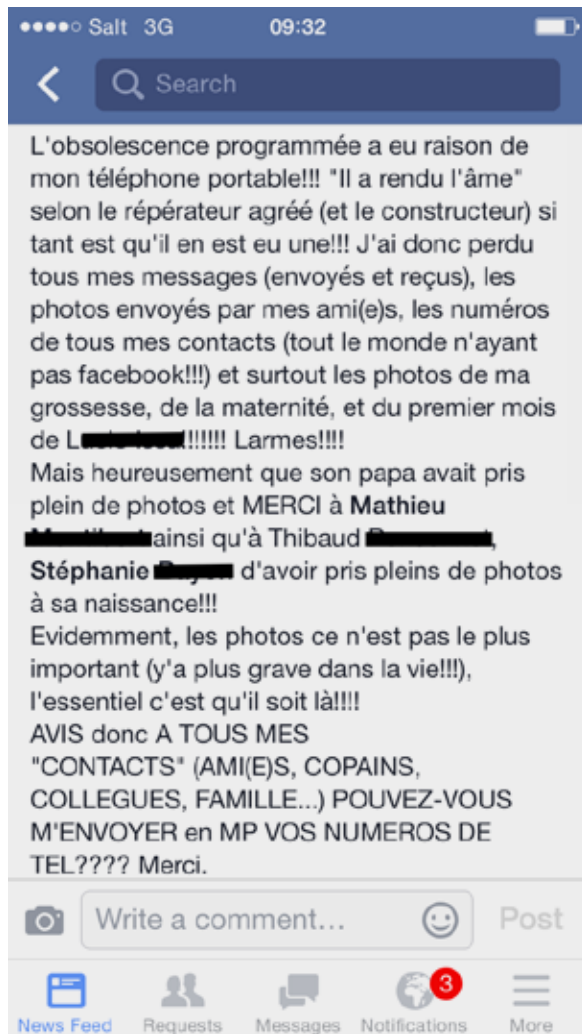 Salt 3G 09:32
Search
L'obsolescence programmée a eu raison de
mon téléphone portable!!! "Il a rendu l'âme"
selon le répérateur agréé (et le constructeur) si
tant est qu'il en est eu une!!! J'ai donc perdu
tous mes messages (envoyés et reçus), les
photos envoyés par mes ami(e)s, les numéros
de tous mes contacts (tout le monde n'ayant
pas facebook!!!) et surtout les photos de ma
grossesse, de la maternité, et du premier mois
de !!!!!! Larmes!!!!
Mais heureusement que son papa avait pris
plein de photos et MERCI à Mathieu
ainsi qu'à Thibaud ,
Stéphanie d'avoir pris pleins de photos
à sa naissance!!!
Evidemment, les photos ce n'est pas le plus
important (y'a plus grave dans la vie!!!),
l'essentiel c'est qu'il soit là!!!!
AVIS donc A TOUS MES
"CONTACTS" (AMI(E)S, COPAINS,
COLLEGUES, FAMILLE...) POUVEZ-VOUS
M'ENVOYER en MP VOS NUMEROS DE
TEL???? Merci.
Write a comment... Post
3
News Feed Requests Messages Notifications More